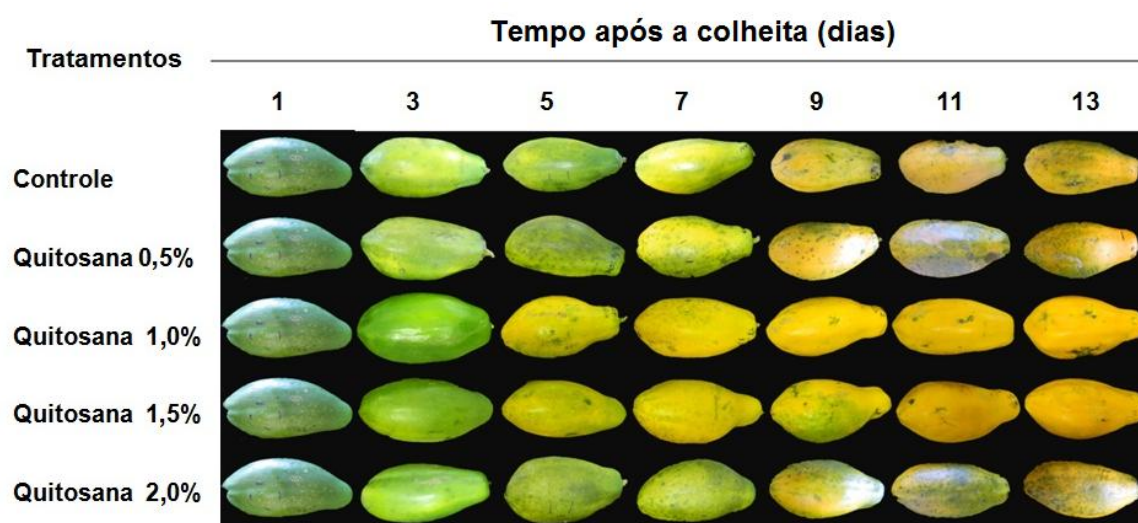 Tempo após a colheita (dias)
Tratamentos
1 3 5 7 9 11 13
Controle
Quitosana 0,5%
Quitosana 1,0%
Quitosana 1,5%
Quitosana 2,0%